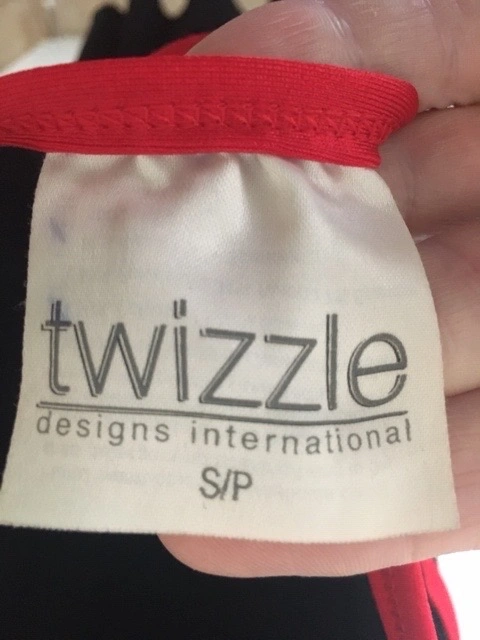 twizzle
designs international
S/P